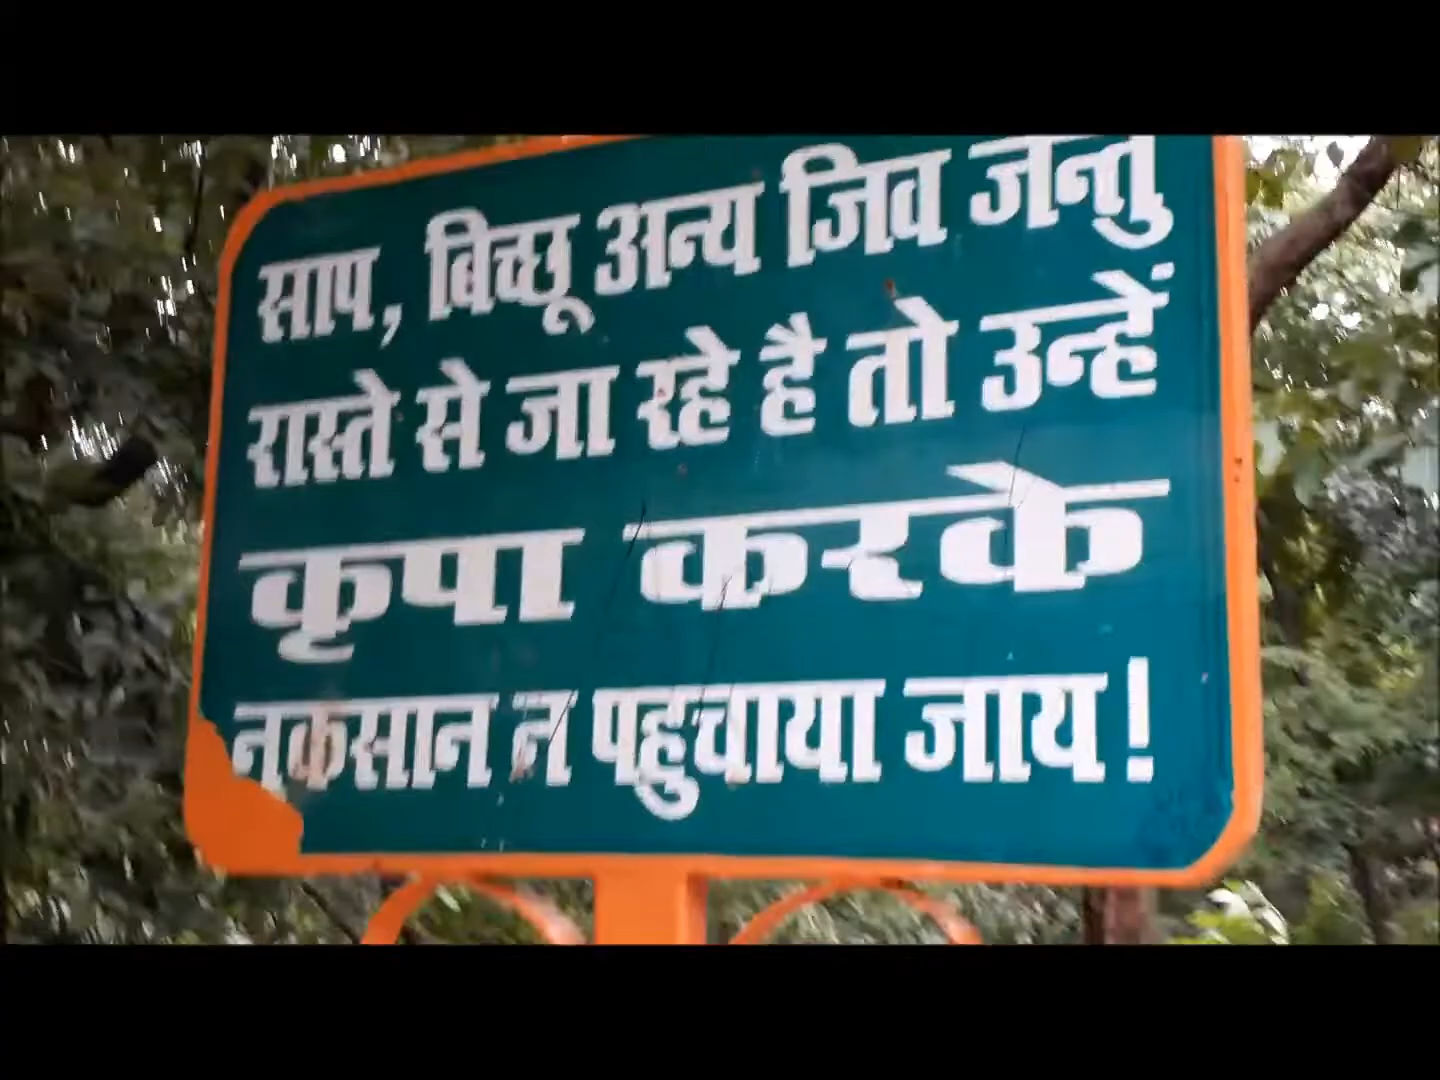 साप, बिच्छू अन्य जिव जन्तु
रास्ते से जा रहे है तो उन्हें
कृपा करके
नुकसान न पहुचाया जाय!